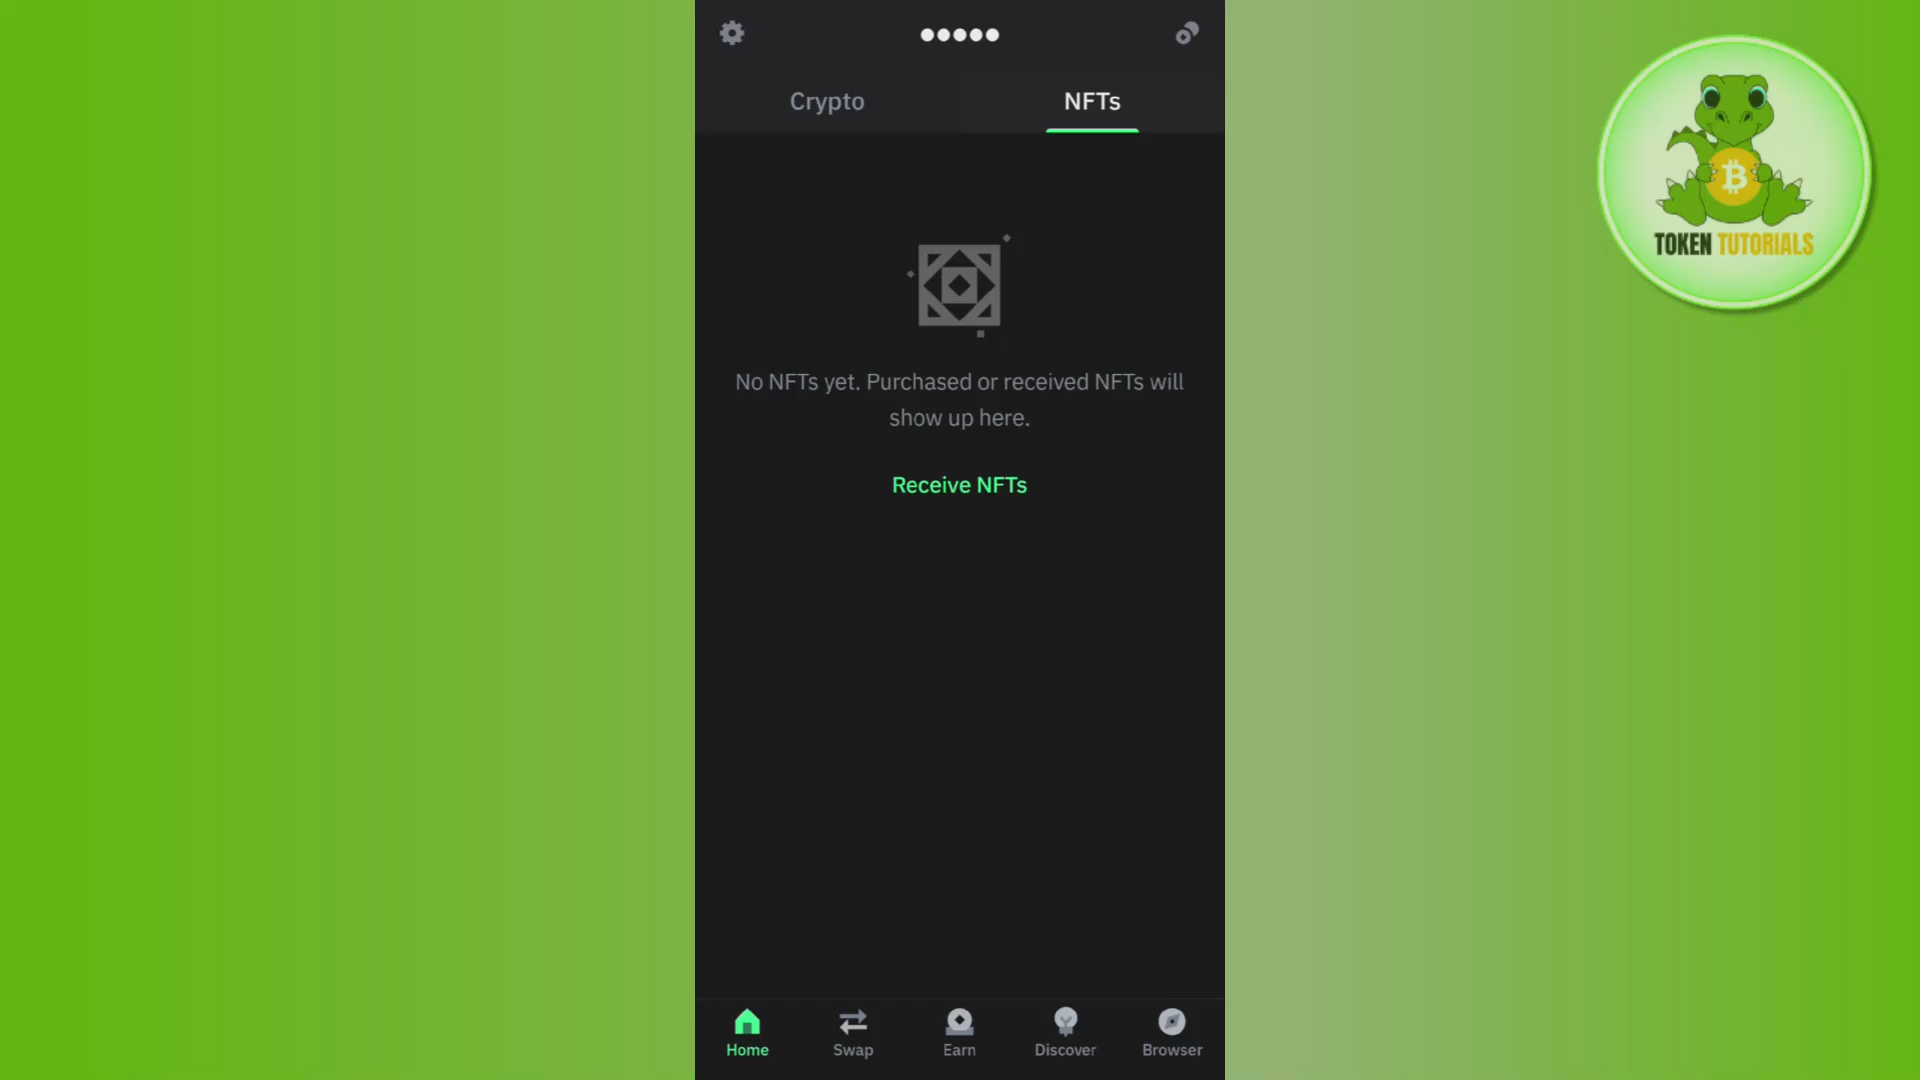 Crypto
NFTs
TOKEN TUTORIALS
No NFTs yet. Purchased or received NFTs will
show up here.
Receive NFTs
Home
Swap
Earn
Discover
Browser